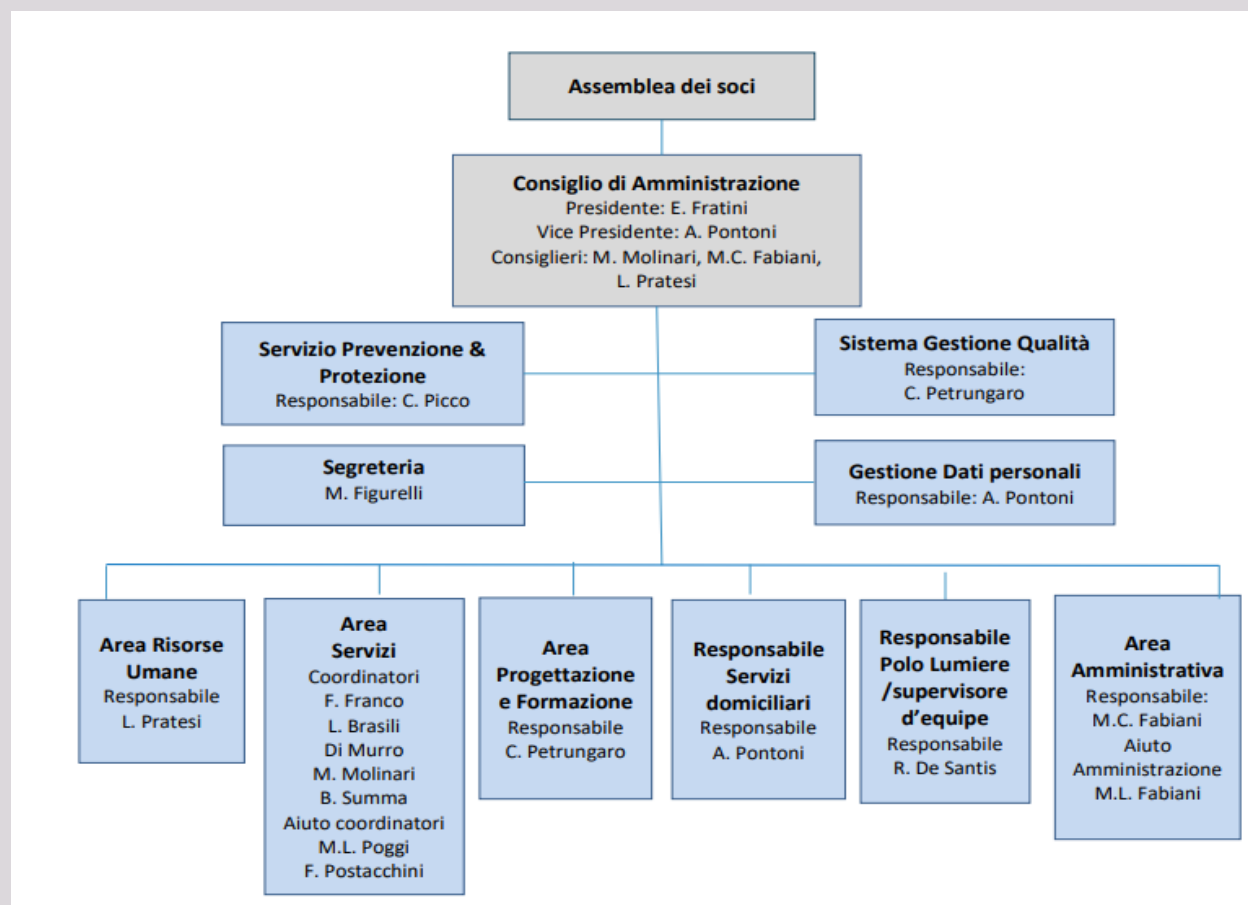 Assemblea dei soci
Consiglio di Amministrazione
Presidente: E. Fratini
Vice Presidente: A. Pontoni
Consiglieri: M. Molinari, M.C. Fabiani,
L. Pratesi
Servizio Prevenzione &
Protezione
Responsabile: C. Picco
Sistema Gestione Qualità
Responsabile:
C. Petrungaro
Segreteria
M. Figurelli
Gestione Dati personali
Responsabile: A. Pontoni
Area Risorse
Umane
Responsabile
L. Pratesi
Area
Servizi
Coordinatori
F. Franco
L. Brasili
Di Murro
M. Molinari
B. Summa
Aiuto coordinatori
M.L. Poggi
F. Postacchini
Area
Progettazione
e Formazione
Responsabile
C. Petrungaro
Responsabile
Servizi
domiciliari
Responsabile
A. Pontoni
Responsabile
Polo Lumiere
/supervisore
d’equipe
Responsabile
R. De Santis
Area
Amministrativa
Responsabile:
M.C. Fabiani
Aiuto
Amministrazione
M.L. Fabiani